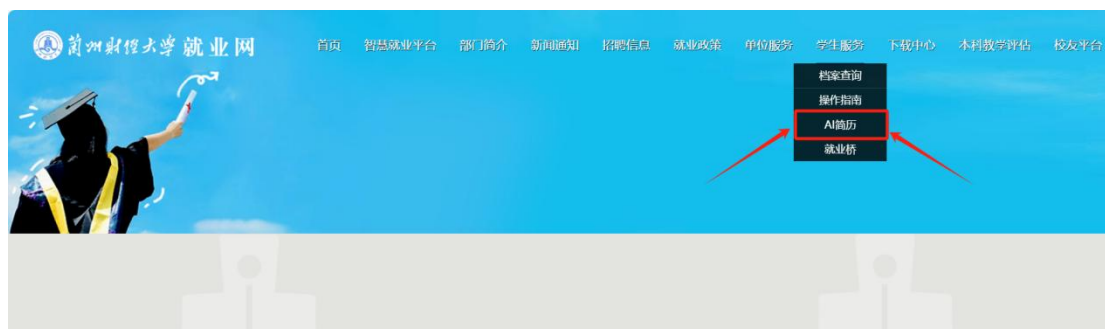 蘭州财经大学就业网
首页 智慧就业平台 部门简介 新闻通知 招聘信息 就业政策 单位服务 学生服务 下载中心 本科教学评估 校友平台
档案查询
操作指南
AI简历
就业桥